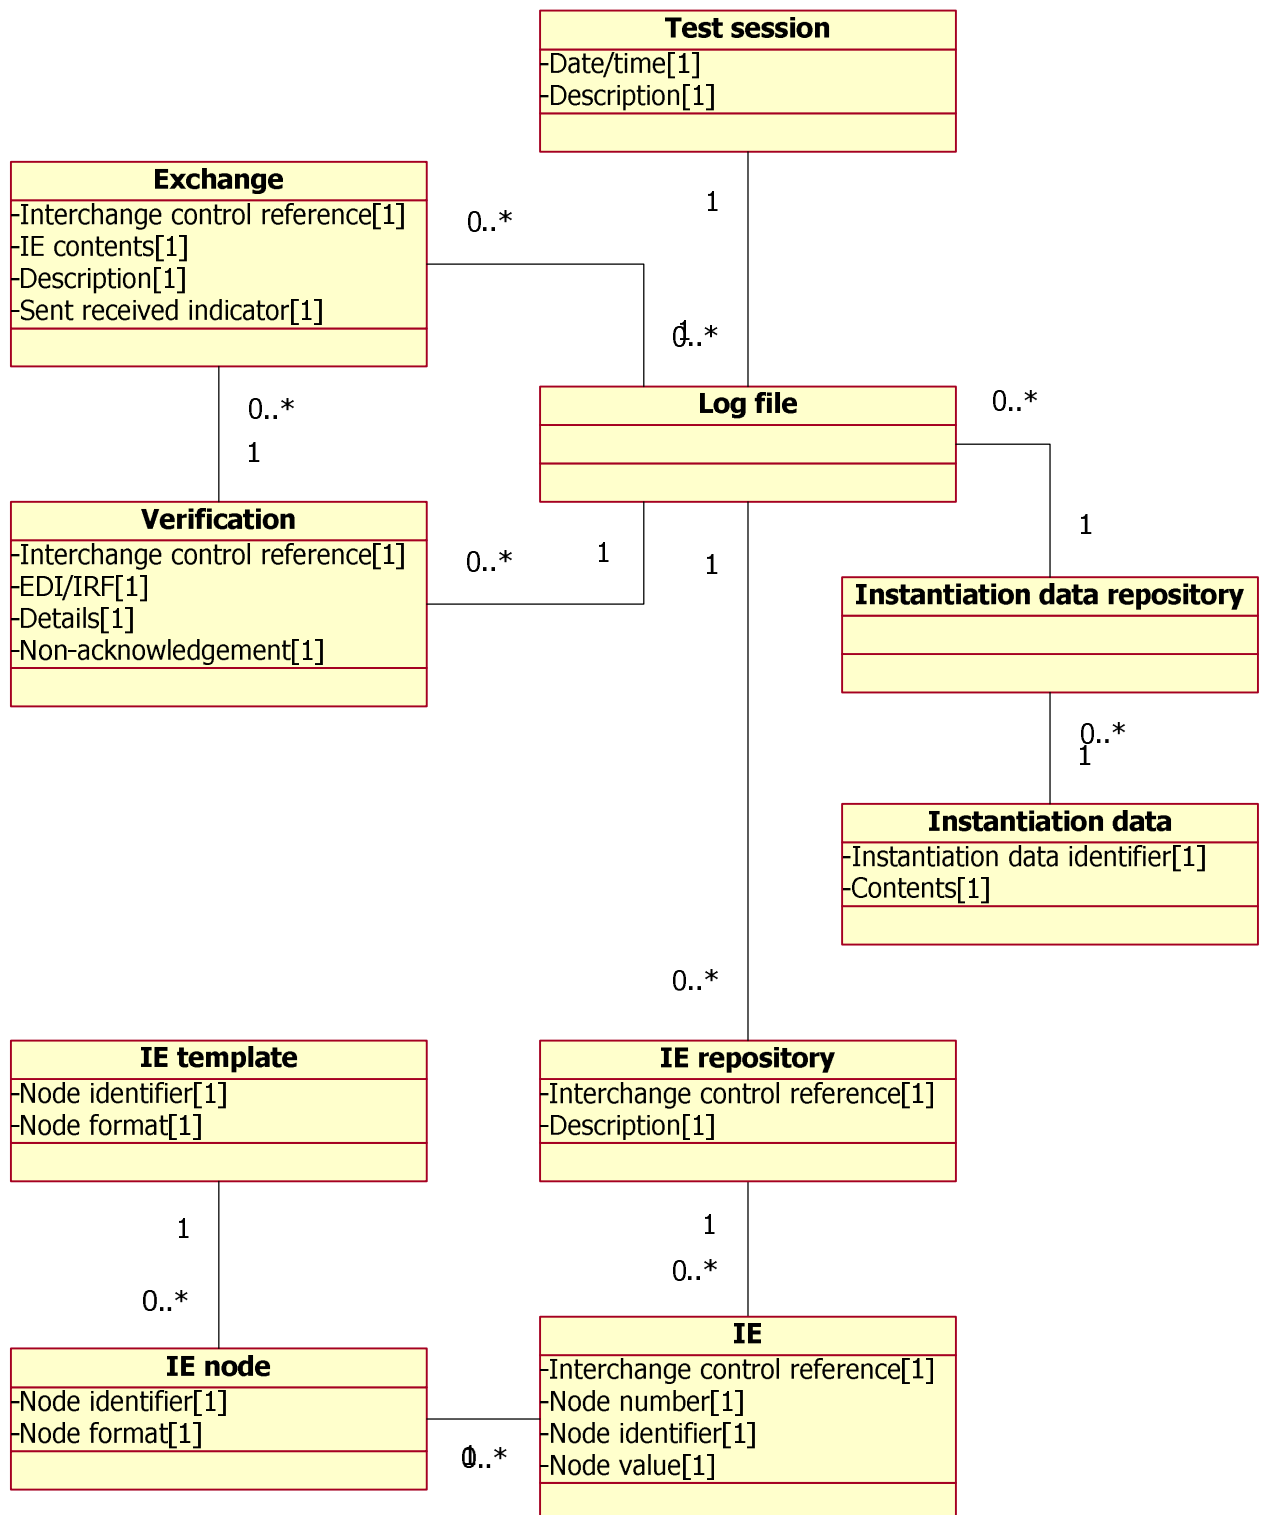 Test session
-Date/time[1]
-Description[1]
Exchange
-Interchange control reference[1]
-IE contents[1]
-Description[1]
-Sent received indicator[1]
0..*
1
1
0..*
0..*
1
Log file
0..*
1
Verification
-Interchange control reference[1]
-EDI/IRF[1]
-Details[1]
-Non-acknowledgement[1]
0..*
1
1
Instantiation data repository
0..*
1
Instantiation data
-Instantiation data identifier[1]
-Contents[1]
0..*
IE template
-Node identifier[1]
-Node format[1]
IE repository
-Interchange control reference[1]
-Description[1]
1
0..*
1
0..*
IE node
-Node identifier[1]
-Node format[1]
1
0..*
IE
-Interchange control reference[1]
-Node number[1]
-Node identifier[1]
-Node value[1]